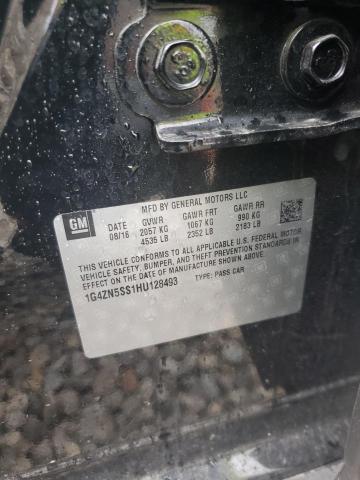 MFD BY GENERAL MOTORS LLC
GM
DATE GVWR GAWR FRT GAWR RR
08/16 2057 KG 1067 KG 990 KG
4535 LB 2352 LB 2183 LB
THIS VEHICLE CONFORMS TO ALL APPLICABLE U.S. FEDERAL MOTOR
VEHICLE SAFETY, BUMPER, AND THEFT PREVENTION STANDARDS IN
EFFECT ON THE DATE OF MANUFACTURE SHOWN ABOVE.
1G4ZN5SS1HU128493 TYPE: PASS CAR